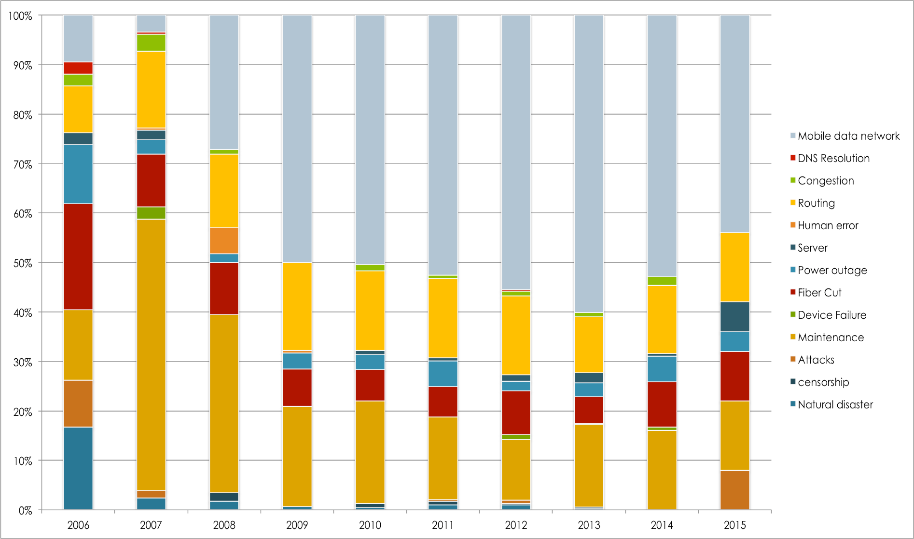 100%
90%
80%
70%
60%
50%
40%
30%
20%
10%
0%
2006 2007 2008 2009 2010 2011 2012 2013 2014 2015
Mobile data network
DNS Resolution
Congestion
Routing
Human error
Server
Power outage
Fiber Cut
Device Failure
Maintenance
Attacks
censorship
Natural disaster